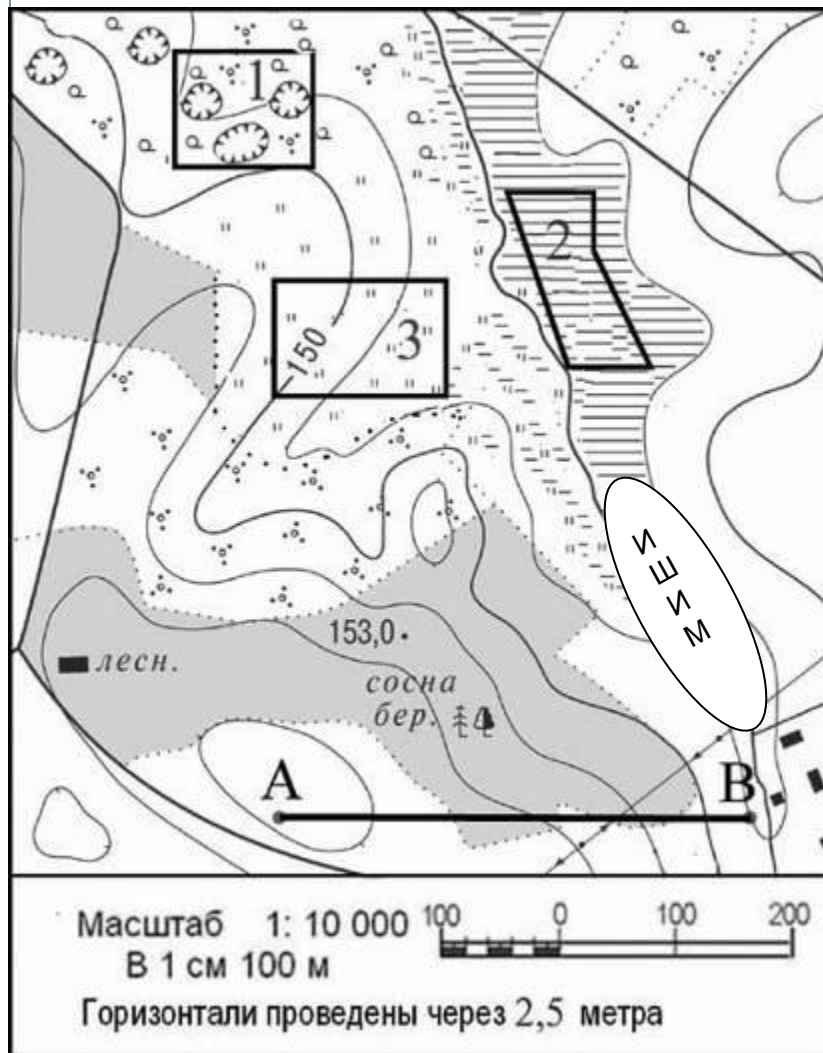 1
2
3
150
ИШИМ
153,0
лесн.
сосна
бер.
А
В
Масштаб 1: 10 000
В 1 см 100 м
100 0 100 200
Горизонтали проведены через 2,5 метра